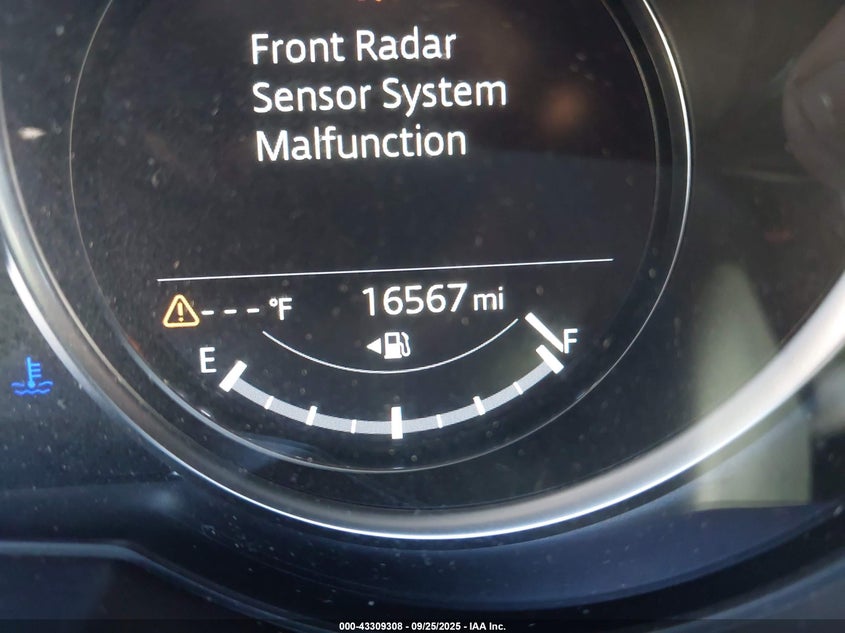 Front Radar
Sensor System
Malfunction
--- °F 16567 mi
E F
000-43309308 - 09/25/2025 - IAA Inc.